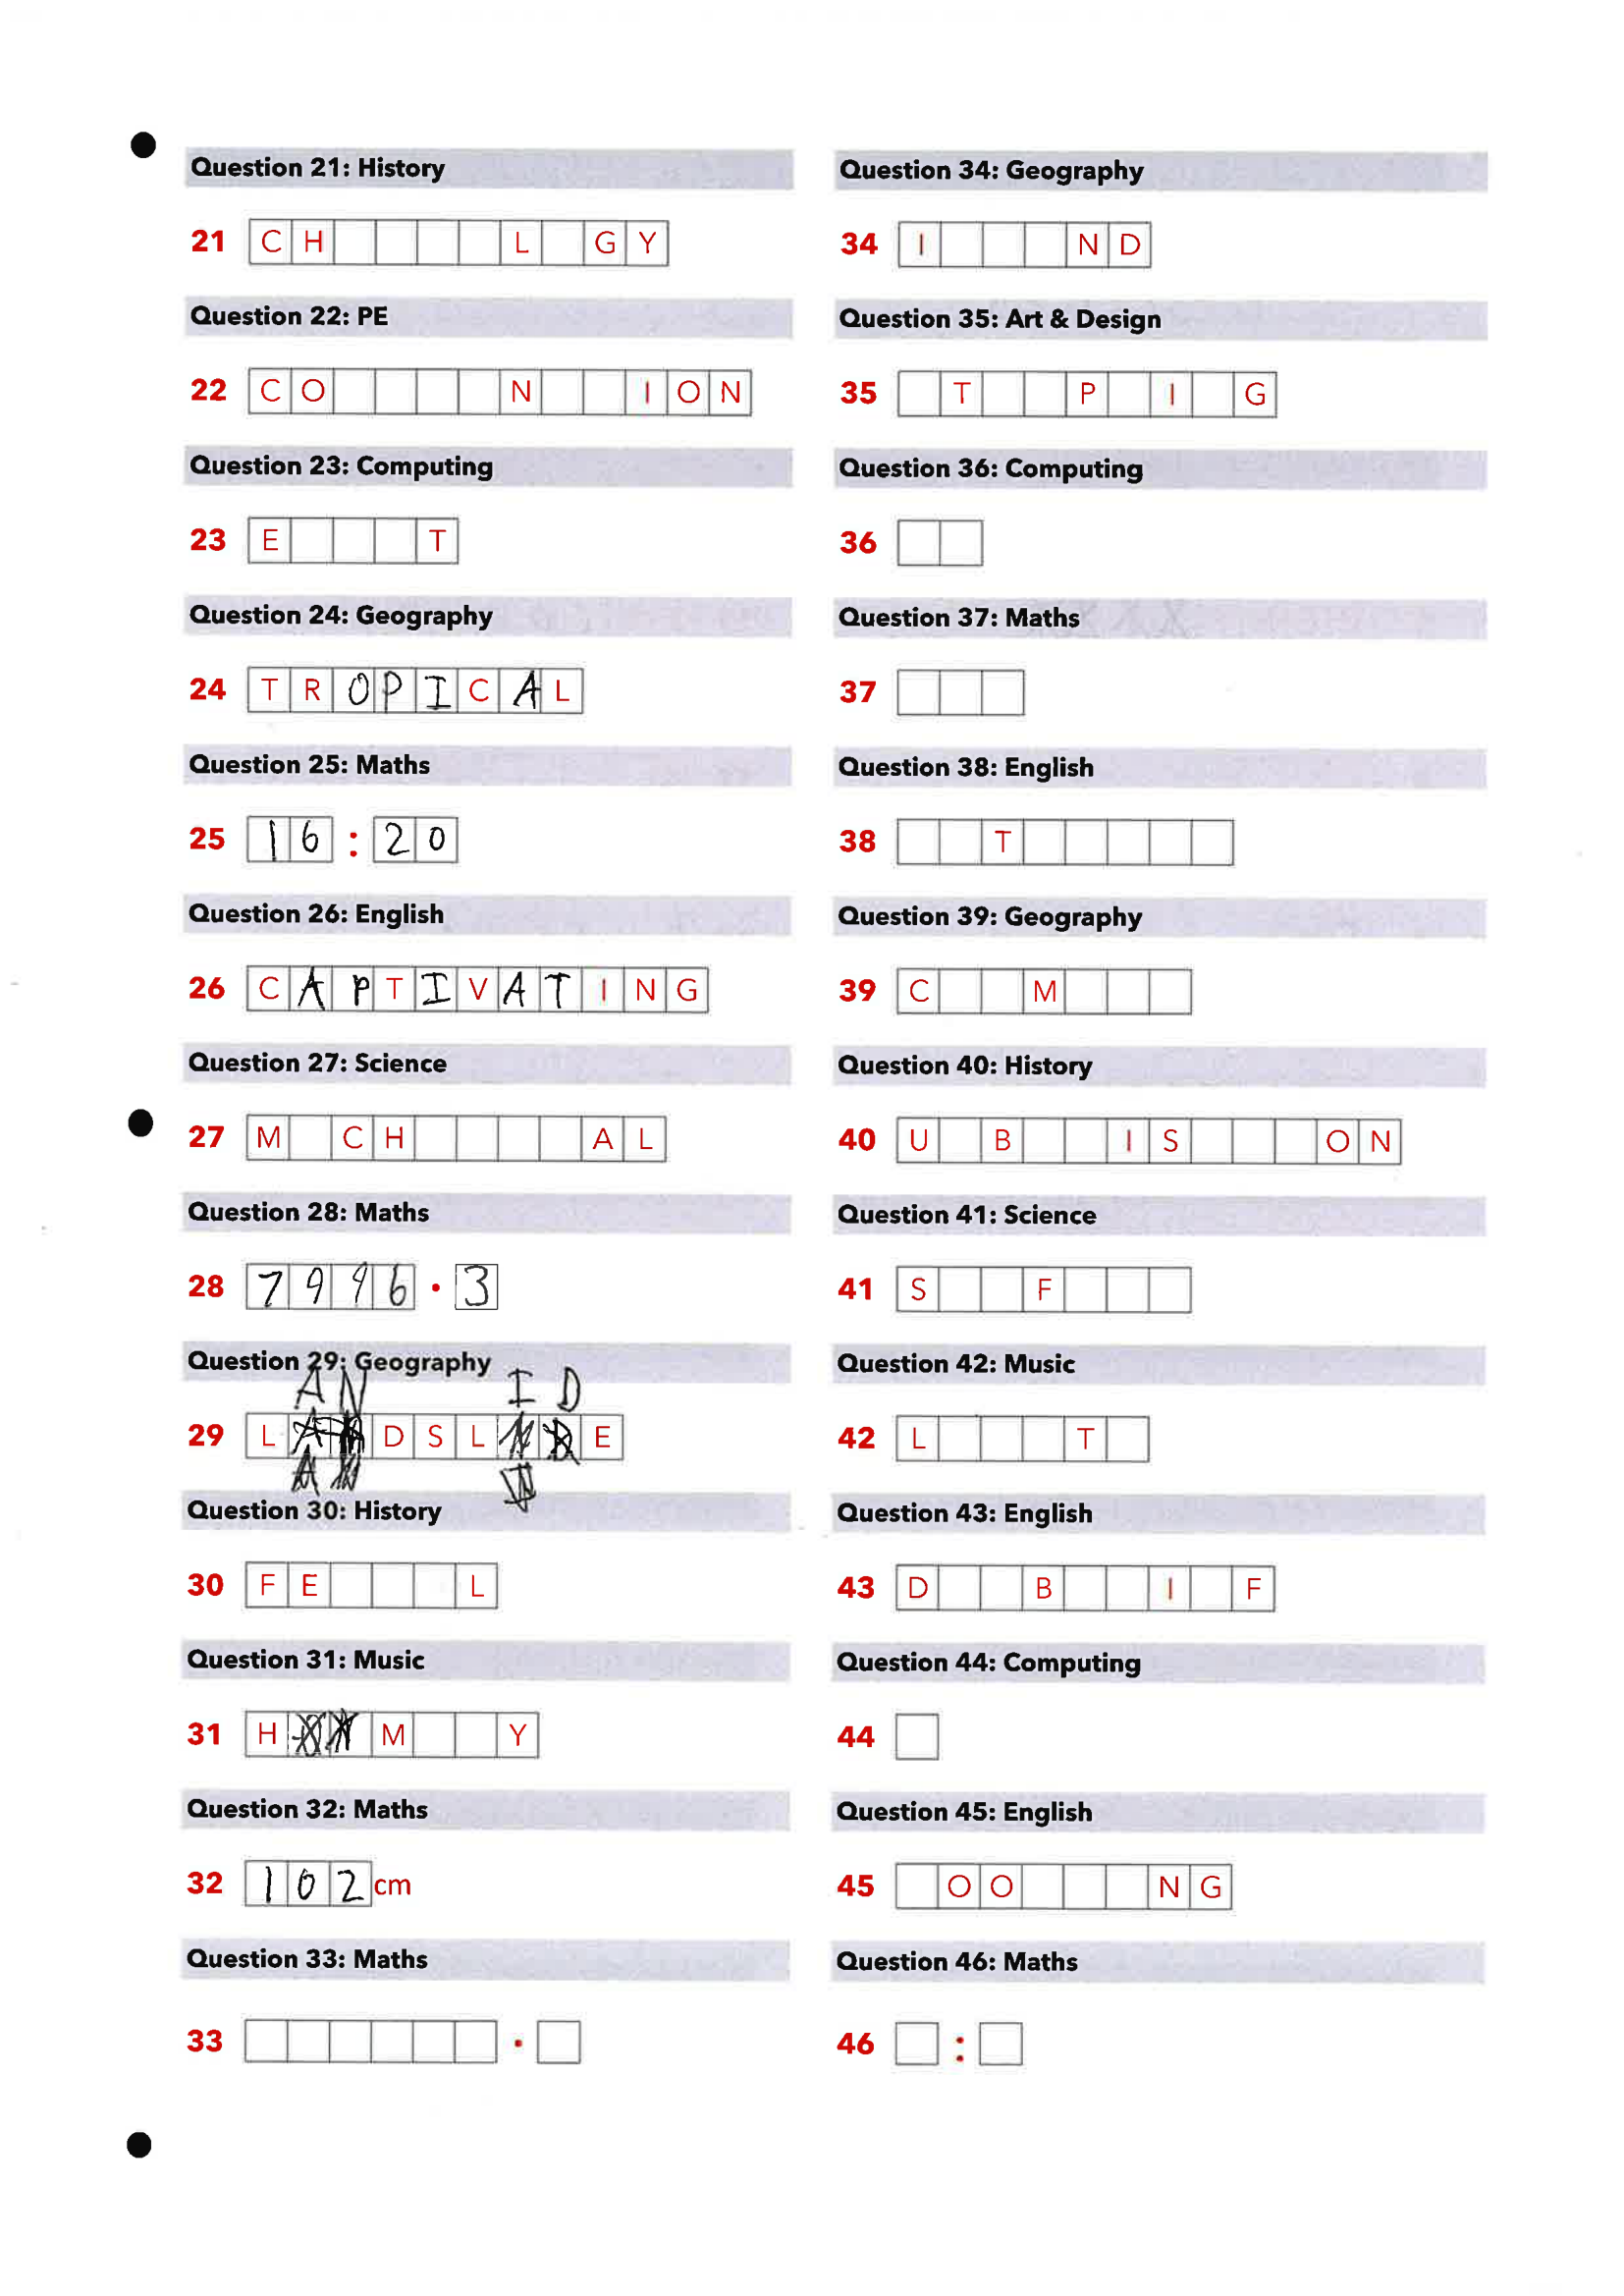 Question 21: History
21 C H L G Y
Question 22: PE
22 C O N I O N
Question 23: Computing
23 E T
Question 24: Geography
24 T R O P I C A L
Question 25: Maths
25 1 6 : 2 0
Question 26: English
26 C A P T I V A T I N G
Question 27: Science
27 M C H A L
Question 28: Maths
28 7 9 9 6 . 3
Question 29: Geography
A N I D
29 L D S L E
Question 30: History
30 F E L
Question 31: Music
31 H M Y
Question 32: Maths
32 1 0 2 cm
Question 33: Maths
33 .
Question 34: Geography
34 I N D
Question 35: Art & Design
35 T P I G
Question 36: Computing
36
Question 37: Maths
37
Question 38: English
38 T
Question 39: Geography
39 C M
Question 40: History
40 U B I S O N
Question 41: Science
41 S F
Question 42: Music
42 L T
Question 43: English
43 D B I F
Question 44: Computing
44
Question 45: English
45 O O N G
Question 46: Maths
46 :